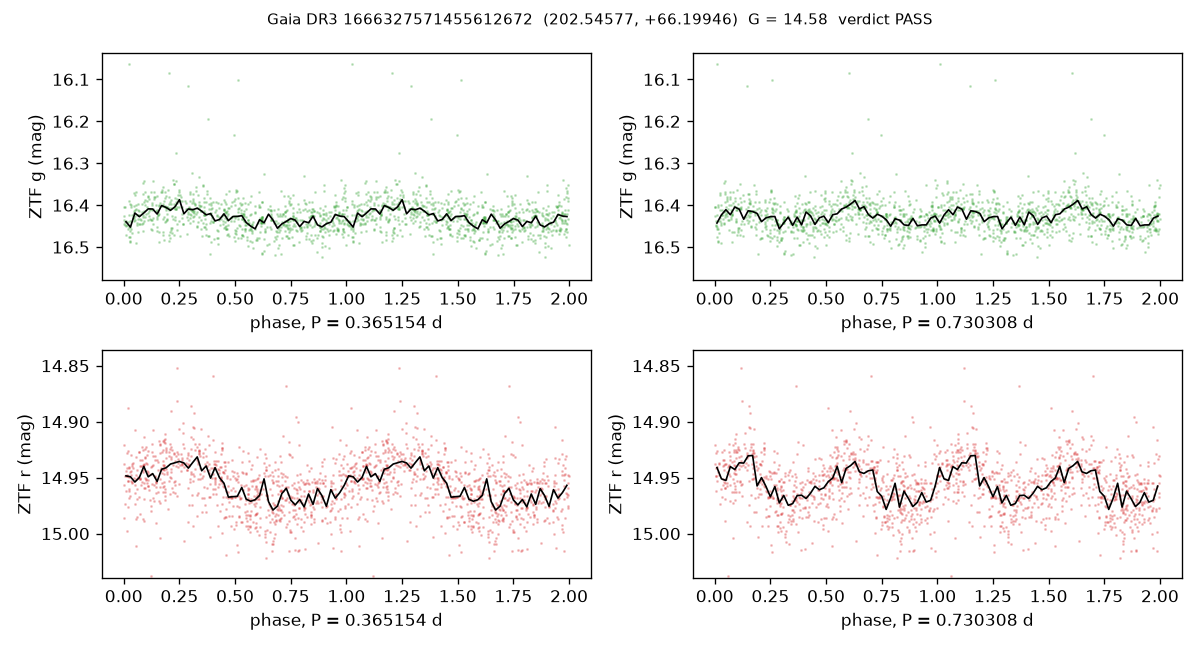 Gaia DR3 1666327571455612672 (202.54577, +66.19946) G = 14.58 verdict PASS
ZTF g (mag)
16.1
16.2
16.3
16.4
16.5
0.00 0.25 0.50 0.75 1.00 1.25 1.50 1.75 2.00
phase, P = 0.365154 d
ZTF g (mag)
16.1
16.2
16.3
16.4
16.5
0.00 0.25 0.50 0.75 1.00 1.25 1.50 1.75 2.00
phase, P = 0.730308 d
ZTF r (mag)
14.85
14.90
14.95
15.00
0.00 0.25 0.50 0.75 1.00 1.25 1.50 1.75 2.00
phase, P = 0.365154 d
ZTF r (mag)
14.85
14.90
14.95
15.00
0.00 0.25 0.50 0.75 1.00 1.25 1.50 1.75 2.00
phase, P = 0.730308 d